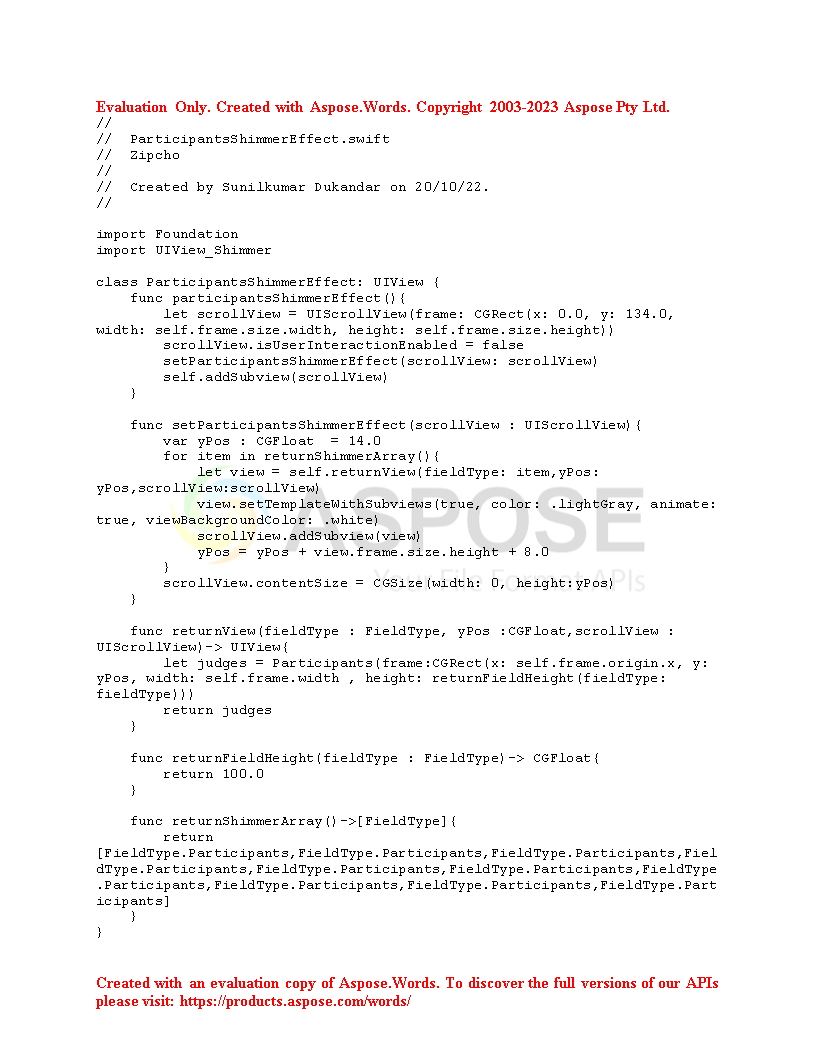 Evaluation Only. Created with Aspose.Words. Copyright 2003-2023 Aspose Pty Ltd.
//
//  ParticipantsShimmerEffect.swift
//  Zipcho
//
//  Created by Sunilkumar Dukandar on 20/10/22.
//

import Foundation
import UIView_Shimmer

class ParticipantsShimmerEffect: UIView {
    func participantsShimmerEffect(){
        let scrollView = UIScrollView(frame: CGRect(x: 0.0, y: 134.0,
width: self.frame.size.width, height: self.frame.size.height))
        scrollView.isUserInteractionEnabled = false
        setParticipantsShimmerEffect(scrollView: scrollView)
        self.addSubview(scrollView)
    }

    func setParticipantsShimmerEffect(scrollView : UIScrollView){
        var yPos : CGFloat  = 14.0
        for item in returnShimmerArray(){
            let view = self.returnView(fieldType: item,yPos:
yPos,scrollView:scrollView)
            view.setTemplateWithSubviews(true, color: .lightGray, animate:
true, viewBackgroundColor: .white)
            scrollView.addSubview(view)
            yPos = yPos + view.frame.size.height + 8.0
        }
        scrollView.contentSize = CGSize(width: 0, height:yPos)
    }

    func returnView(fieldType : FieldType, yPos :CGFloat,scrollView :
UIScrollView)-> UIView{
        let judges = Participants(frame:CGRect(x: self.frame.origin.x, y:
yPos, width: self.frame.width , height: returnFieldHeight(fieldType:
fieldType)))
        return judges
    }

    func returnFieldHeight(fieldType : FieldType)-> CGFloat{
        return 100.0
    }

    func returnShimmerArray()->[FieldType]{
        return
[FieldType.Participants,FieldType.Participants,FieldType.Participants,Fiel
dType.Participants,FieldType.Participants,FieldType.Participants,FieldType
.Participants,FieldType.Participants,FieldType.Participants,FieldType.Part
icipants]
    }
}
ASPOSE
Your File Format APIs
Created with an evaluation copy of Aspose.Words. To discover the full versions of our APIs
please visit: https://products.aspose.com/words/